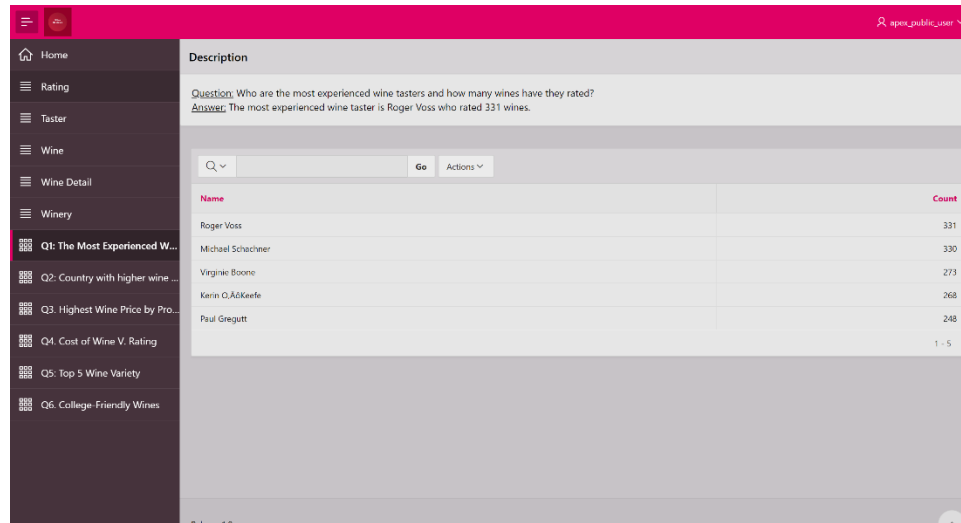 apex_public_user
Home
Rating
Taster
Wine
Wine Detail
Winery
Q1: The Most Experienced W...
Q2: Country with higher wine ...
Q3. Highest Wine Price by Pro...
Q4. Cost of Wine V. Rating
Q5: Top 5 Wine Variety
Q6. College-Friendly Wines
Description
Question: Who are the most experienced wine tasters and how many wines have they rated?
Answer: The most experienced wine taster is Roger Voss who rated 331 wines.
Go Actions
Name Count
Roger Voss 331
Michael Schachner 330
Virginie Boone 273
Kerin O‚ÄôKeefe 268
Paul Gregutt 248
1 - 5